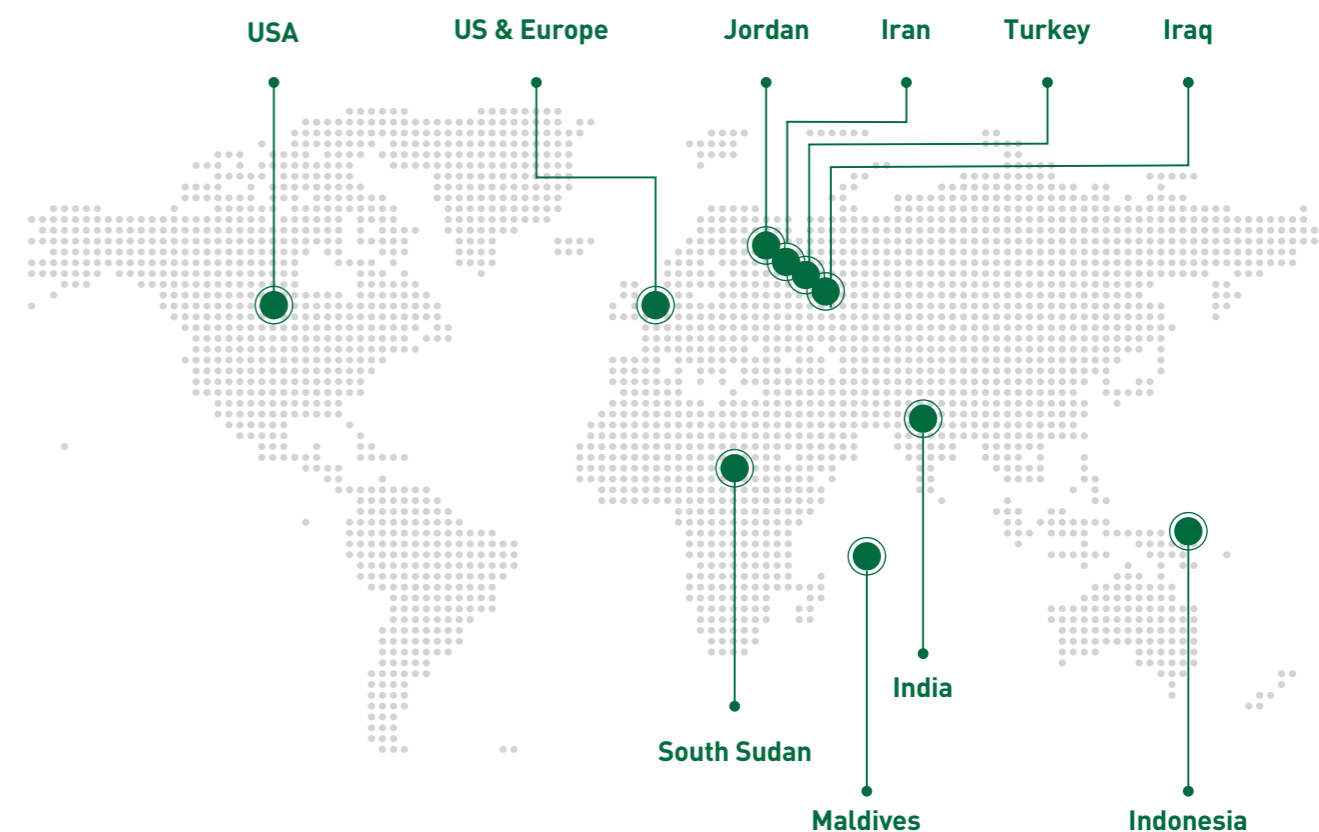 USA
US & Europe
Jordan
Iran
Turkey
Iraq
India
South Sudan
Maldives
Indonesia